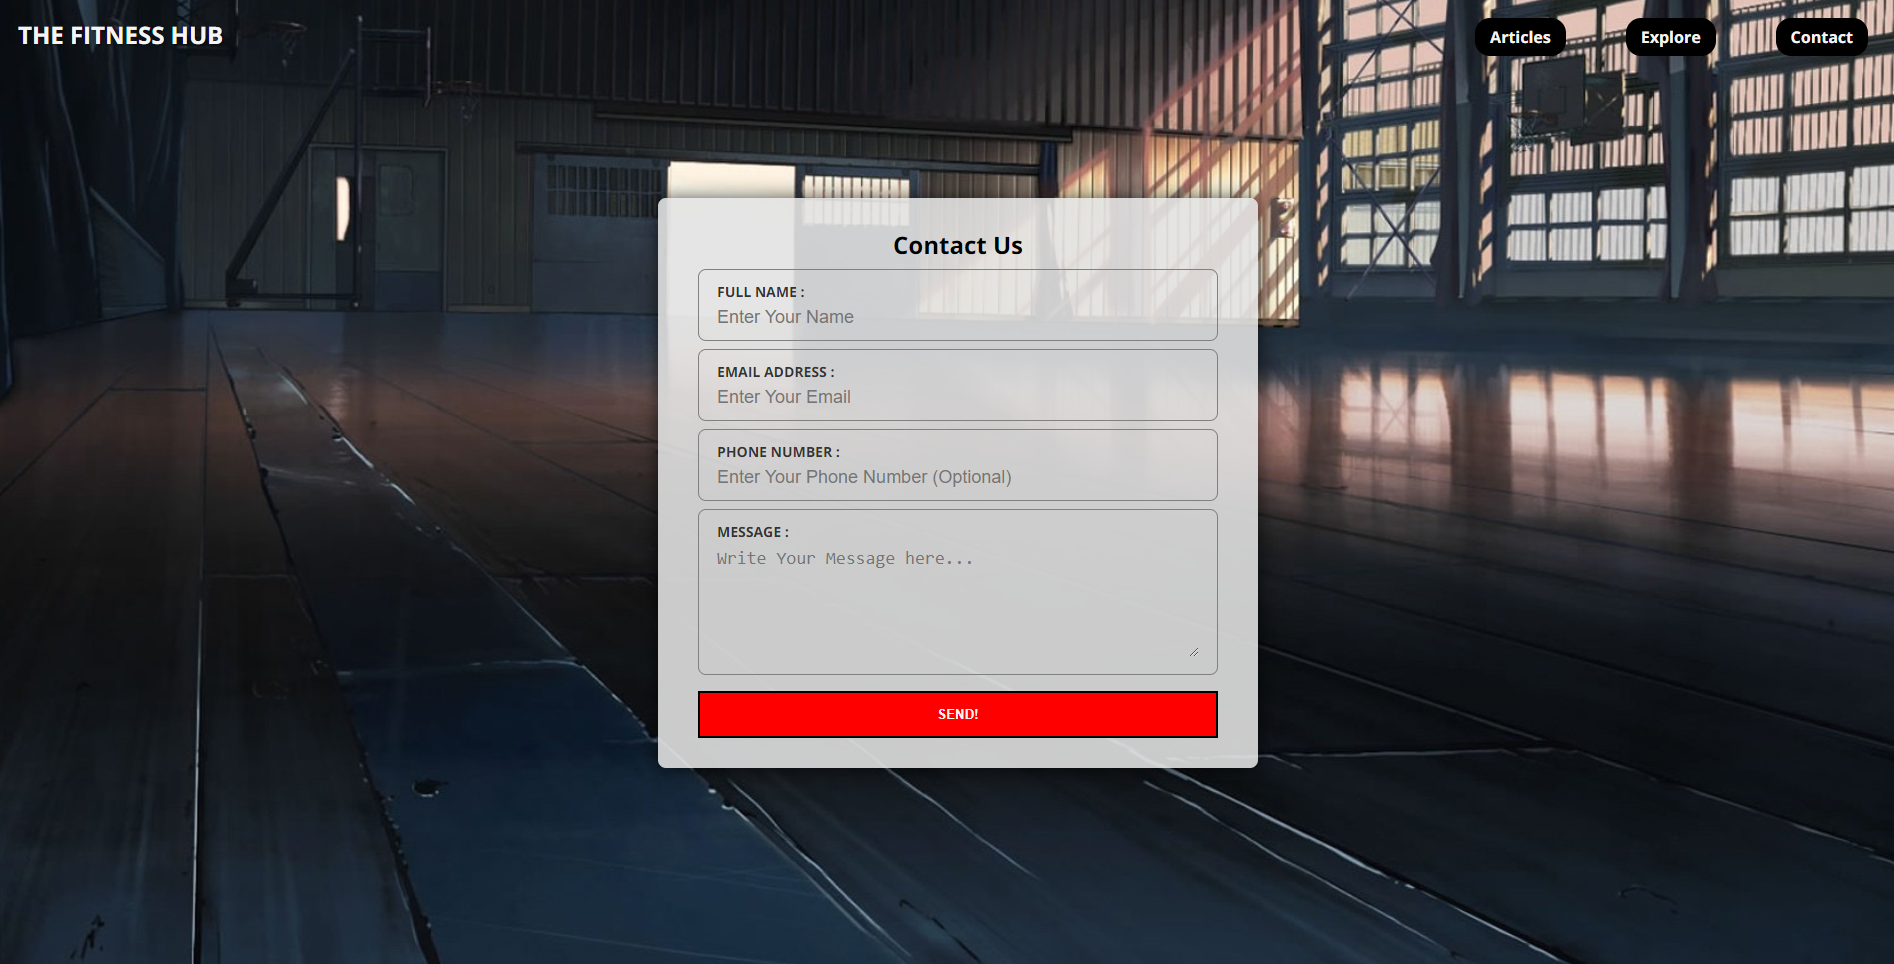 THE FITNESS HUB
Articles
Explore
Contact
Contact Us
FULL NAME :
Enter Your Name
EMAIL ADDRESS :
Enter Your Email
PHONE NUMBER :
Enter Your Phone Number (Optional)
MESSAGE :
Write Your Message here...
SEND!